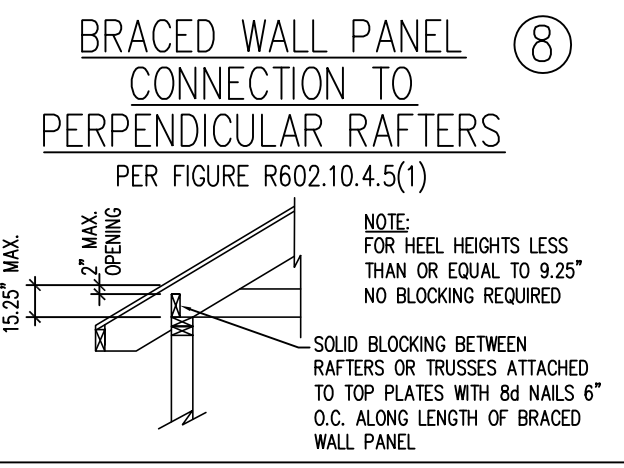 BRACED WALL PANEL
CONNECTION TO
PERPENDICULAR RAFTERS
8
PER FIGURE R602.10.4.5(1)
15.25" MAX.
2" MAX.
OPENING
NOTE:
FOR HEEL HEIGHTS LESS
THAN OR EQUAL TO 9.25"
NO BLOCKING REQUIRED
SOLID BLOCKING BETWEEN
RAFTERS OR TRUSSES ATTACHED
TO TOP PLATES WITH 8d NAILS 6"
O.C. ALONG LENGTH OF BRACED
WALL PANEL